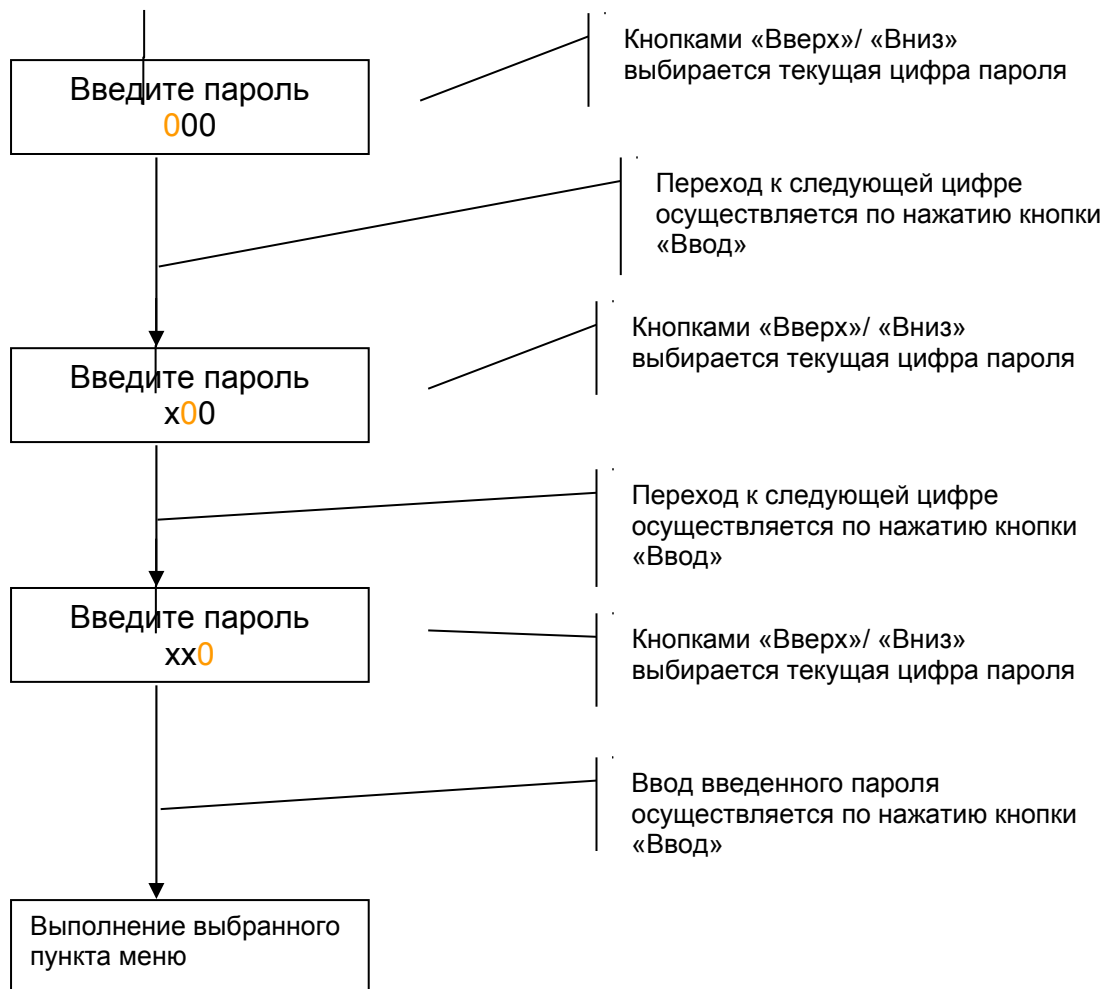 Кнопками «Вверх»/ «Вниз»
выбирается текущая цифра пароля
Введите пароль
000
Переход к следующей цифре
осуществляется по нажатию кнопки
«Ввод»
Кнопками «Вверх»/ «Вниз»
выбирается текущая цифра пароля
Введите пароль
x00
Переход к следующей цифре
осуществляется по нажатию кнопки
«Ввод»
Введите пароль
xx0
Кнопками «Вверх»/ «Вниз»
выбирается текущая цифра пароля
Ввод введенного пароля
осуществляется по нажатию кнопки
«Ввод»
Выполнение выбранного
пункта меню